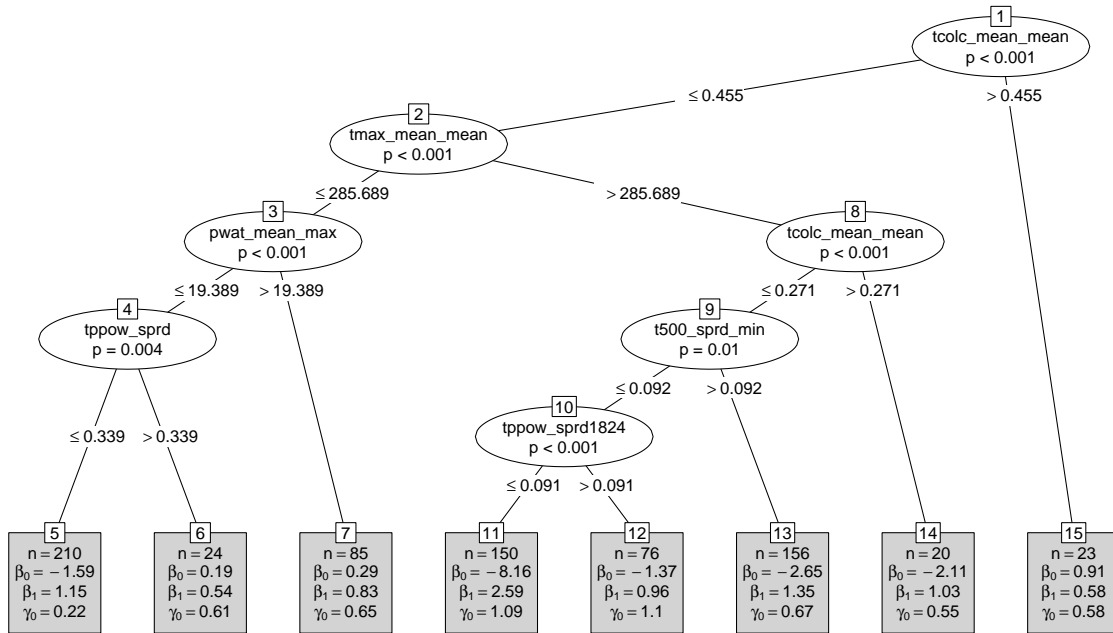 1
tcolc_mean_mean
p < 0.001
≤ 0.455
> 0.455
2
tmax_mean_mean
p < 0.001
≤ 285.689
> 285.689
3
pwat_mean_max
p < 0.001
8
tcolc_mean_mean
p < 0.001
≤ 19.389
> 19.389
≤ 0.271
> 0.271
4
tppow_sprd
p = 0.004
9
t500_sprd_min
p = 0.01
≤ 0.092
> 0.092
10
tppow_sprd1824
p < 0.001
≤ 0.339
> 0.339
≤ 0.091
> 0.091
5
n = 210
β₀ = −1.59
β₁ = 1.15
γ₀ = 0.22
6
n = 24
β₀ = 0.19
β₁ = 0.54
γ₀ = 0.61
7
n = 85
β₀ = 0.29
β₁ = 0.83
γ₀ = 0.65
11
n = 150
β₀ = −8.16
β₁ = 2.59
γ₀ = 1.09
12
n = 76
β₀ = −1.37
β₁ = 0.96
γ₀ = 1.1
13
n = 156
β₀ = −2.65
β₁ = 1.35
γ₀ = 0.67
14
n = 20
β₀ = −2.11
β₁ = 1.03
γ₀ = 0.55
15
n = 23
β₀ = 0.91
β₁ = 0.58
γ₀ = 0.58